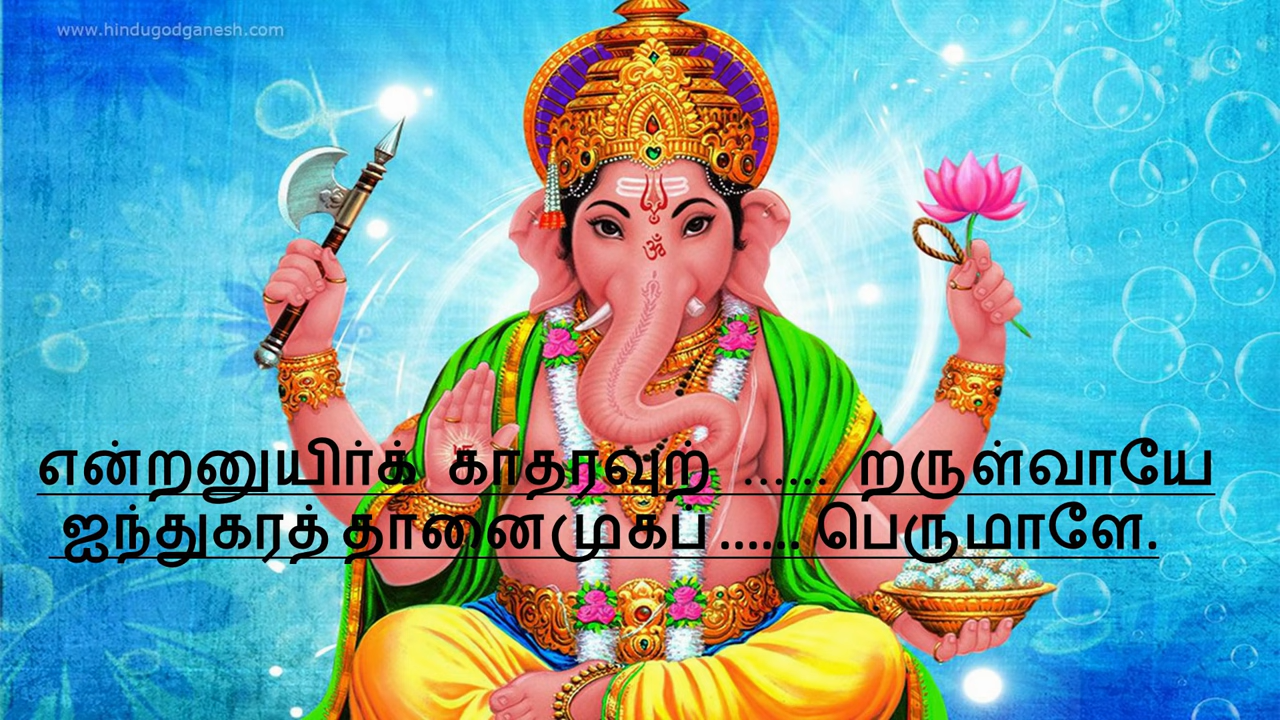 www.hindugodganesh.com
என்றனுயிர்க் காதரவுற் ...... றருள்வாயே
ஐந்துகரத் தானைமுகப் ...... பெருமாளே.